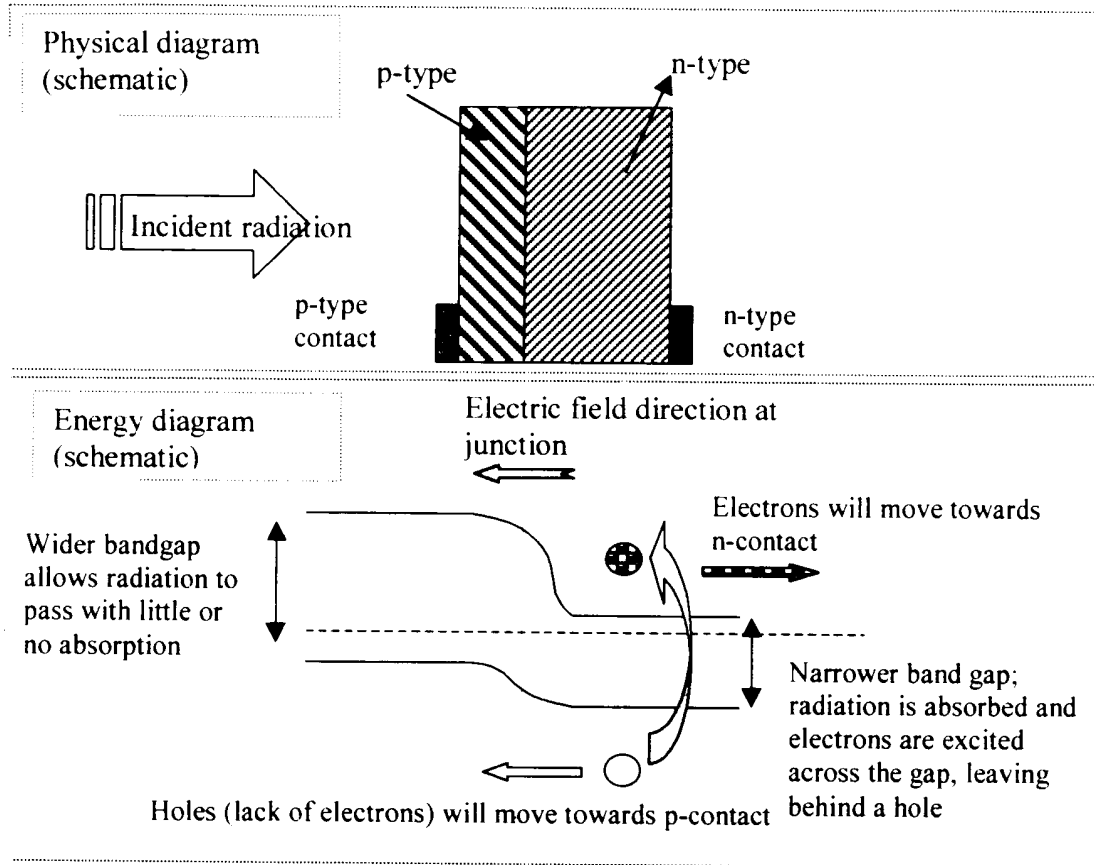 Physical diagram
(schematic)
p-type
n-type
Incident radiation
p-type
contact
n-type
contact
Energy diagram
(schematic)
Electric field direction at
junction
Electrons will move towards
n-contact
Wider bandgap
allows radiation to
pass with little or
no absorption
Narrower band gap;
radiation is absorbed and
electrons are excited
across the gap, leaving
behind a hole
Holes (lack of electrons) will move towards p-contact